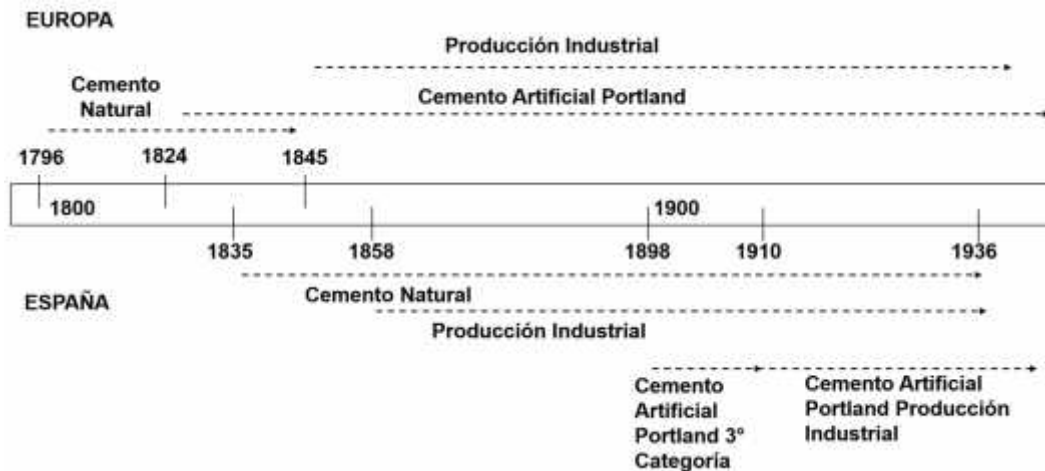 EUROPA
Producción Industrial
Cemento
Natural
Cemento Artificial Portland
1796
1824
1845
1800
1900
1835
1858
1898
1910
1936
ESPAÑA
Cemento Natural
Producción Industrial
Cemento
Artificial
Portland 3°
Categoría
Cemento Artificial
Portland Producción
Industrial